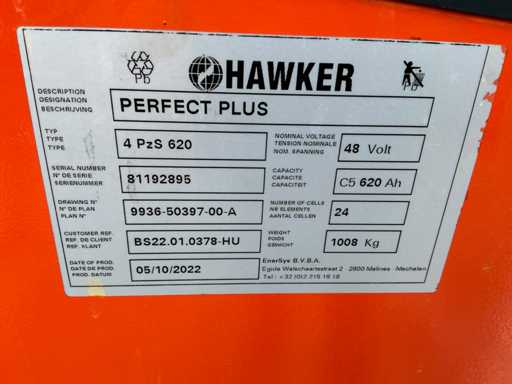 Pb HAWKER Pb
DESCRIPTION
DESIGNATION
BESCHRIJVING
PERFECT PLUS
TYP
TYPE
TYPE
4 PzS 620
NOMINAL VOLTAGE
TENSION NOMINALE
NOM. SPANNING
48 Volt
SERIAL NUMBER
N° DE SERIE
SERIENUMMER
81192895
CAPACITY
CAPACITE
CAPACITEIT
C5 620 Ah
DRAWING N°
N° DE PLAN
PLAN N°
9936-50397-00-A
NUMBER OF CELLS
NB ELEMENTS
AANTAL CELLEN
24
CUSTOMER REF.
REF. DE CLIENT
REF. KLANT
BS22.01.0378-HU
WEIGHT
POIDS
GEWICHT
1008 Kg
DATE OF PROD.
DATE DE PROD.
PROD. DATUM
05/10/2022
EnerSys B.V.B.A.
Egide Walschaertsstraat 2 - 2800 Malines - Mechelen